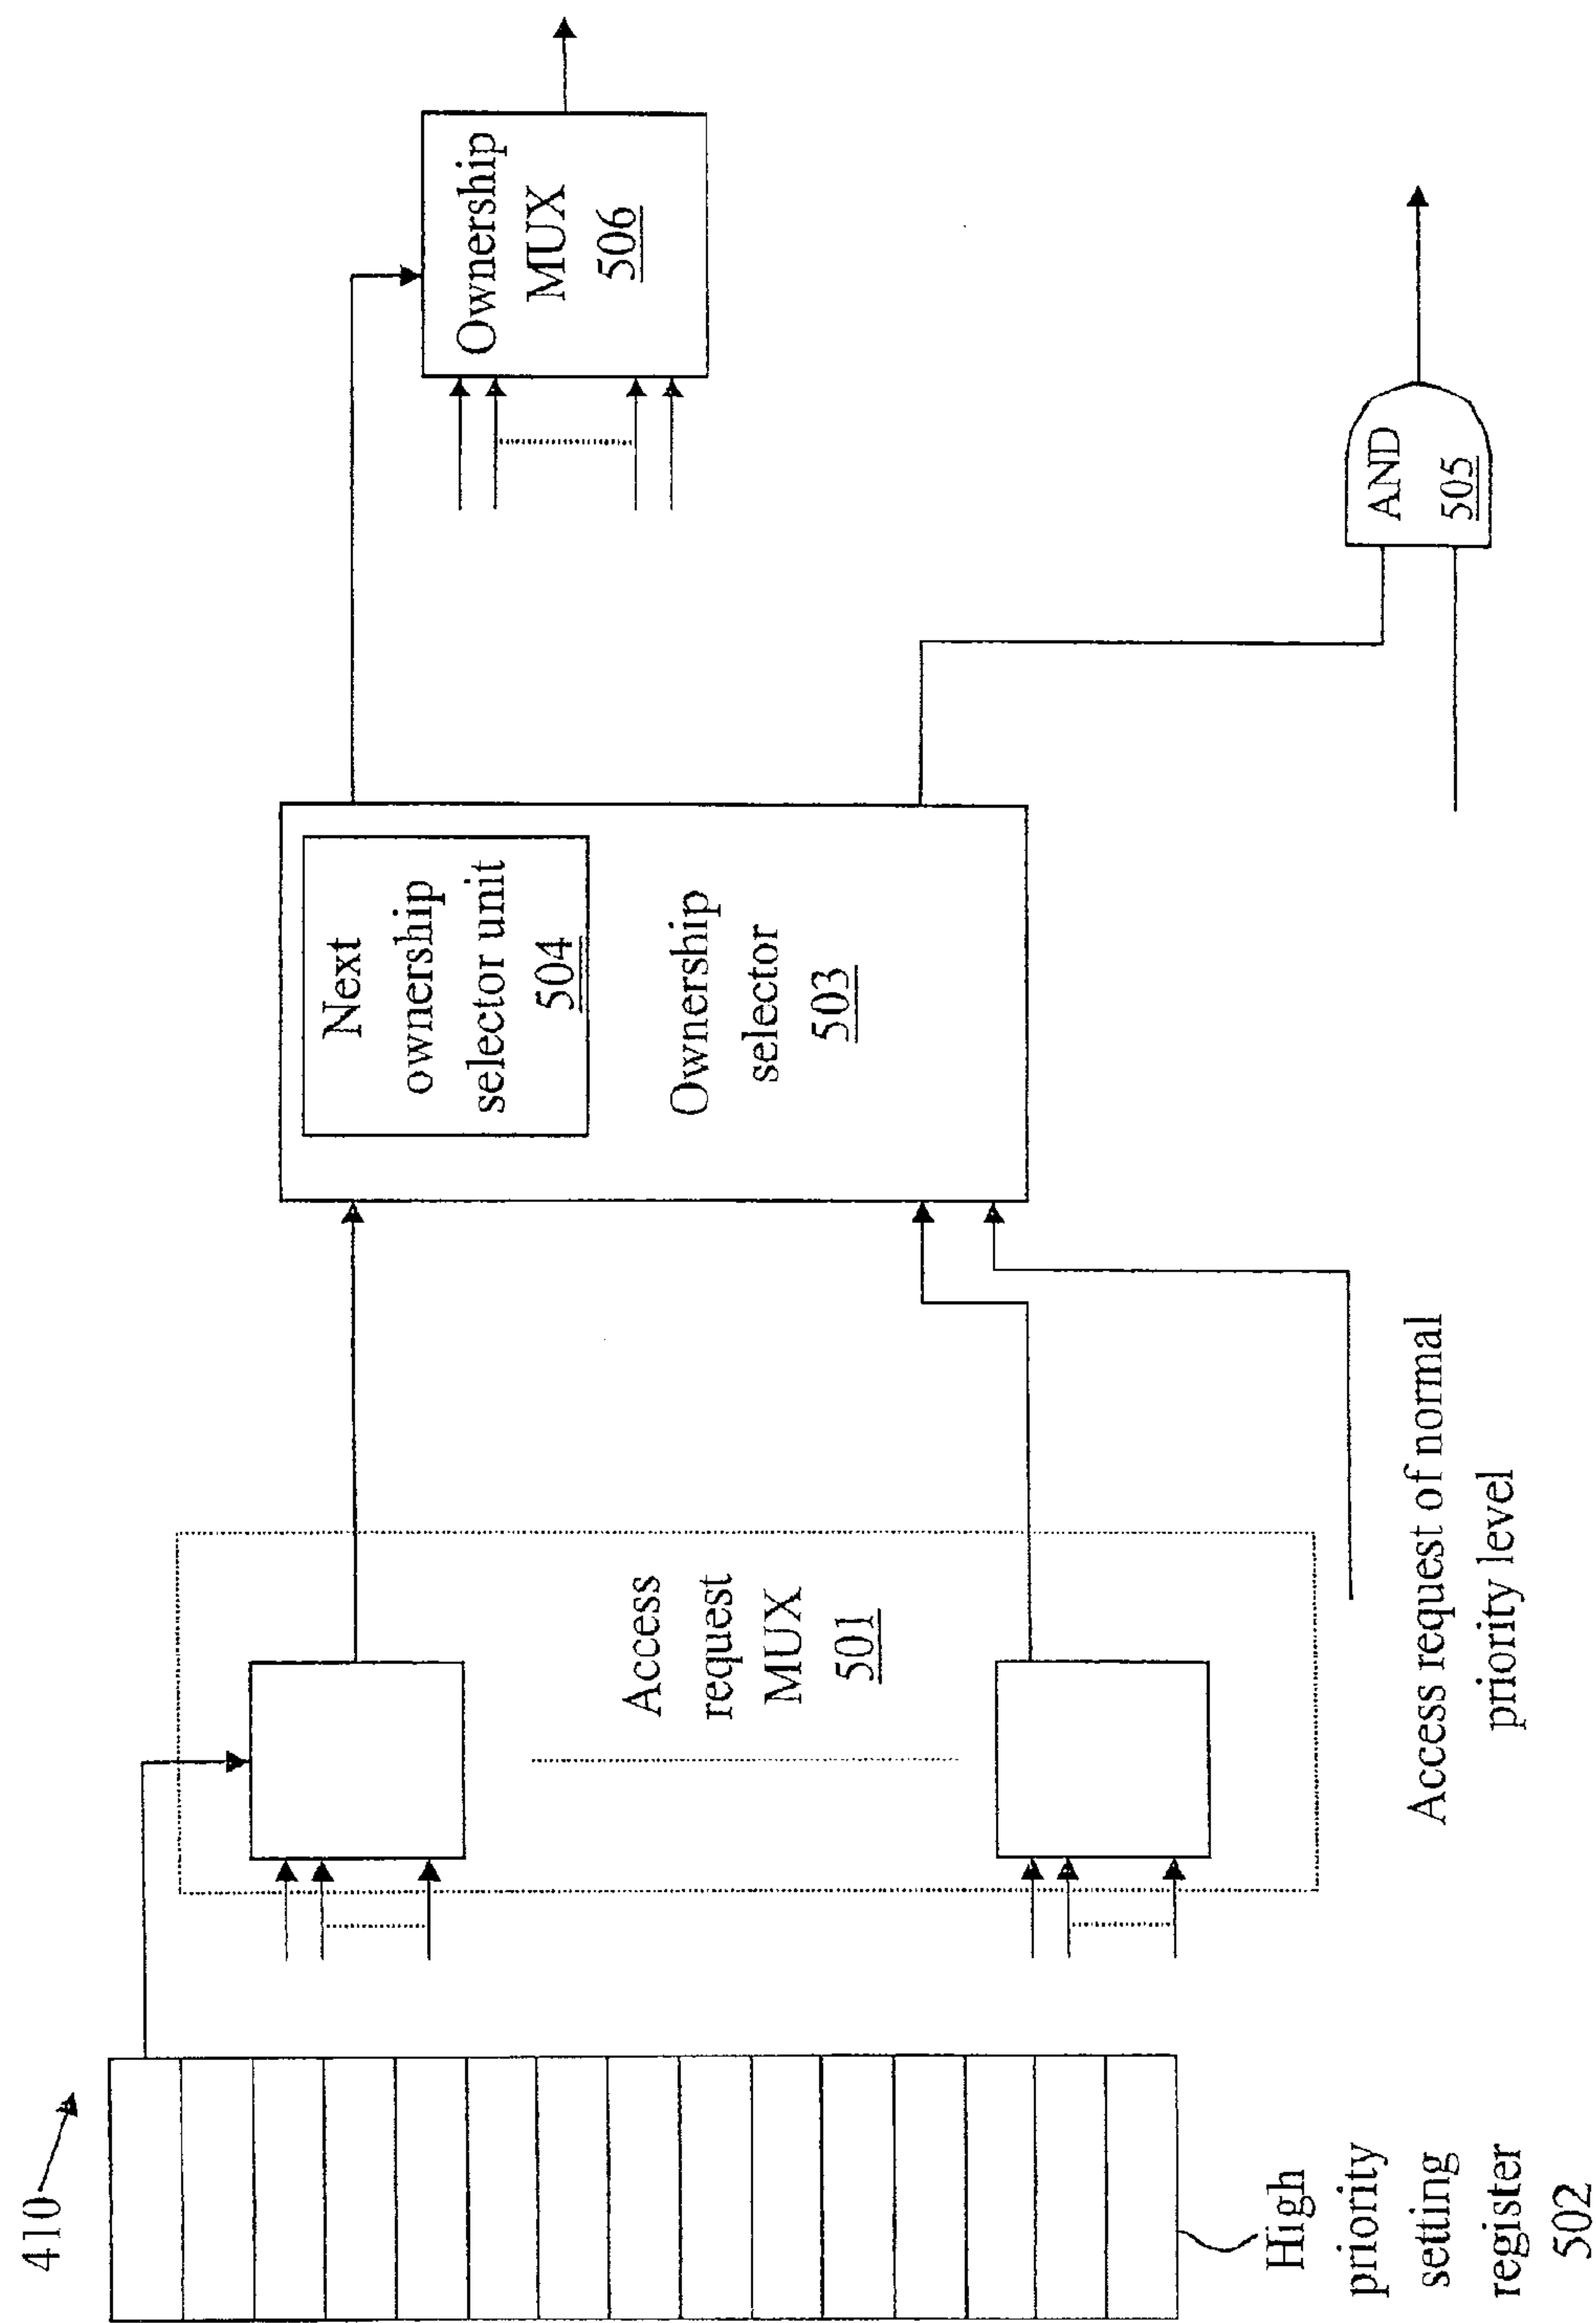 410
High
priority
setting
register
502
Access
request
MUX
501
Access request of normal
priority level
Next
ownership
selector unit
504
Ownership
selector
503
Ownership
MUX
506
AND
505